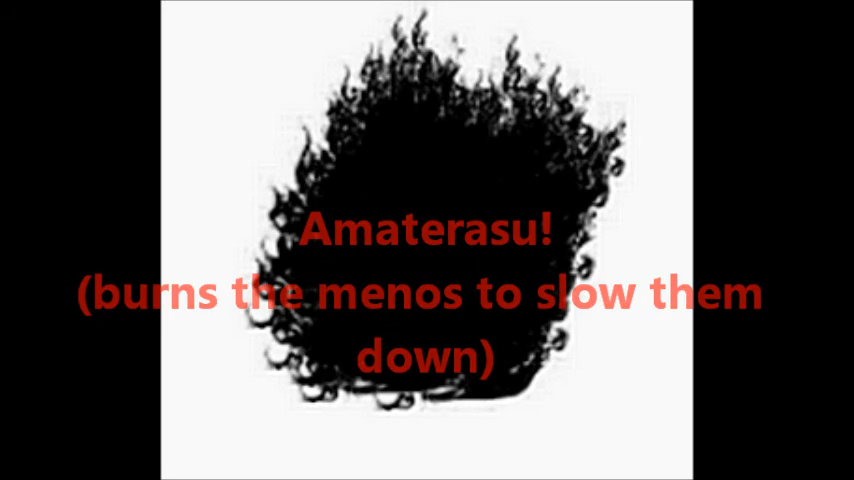 Amaterasu!
(burns the menos to slow them
down)